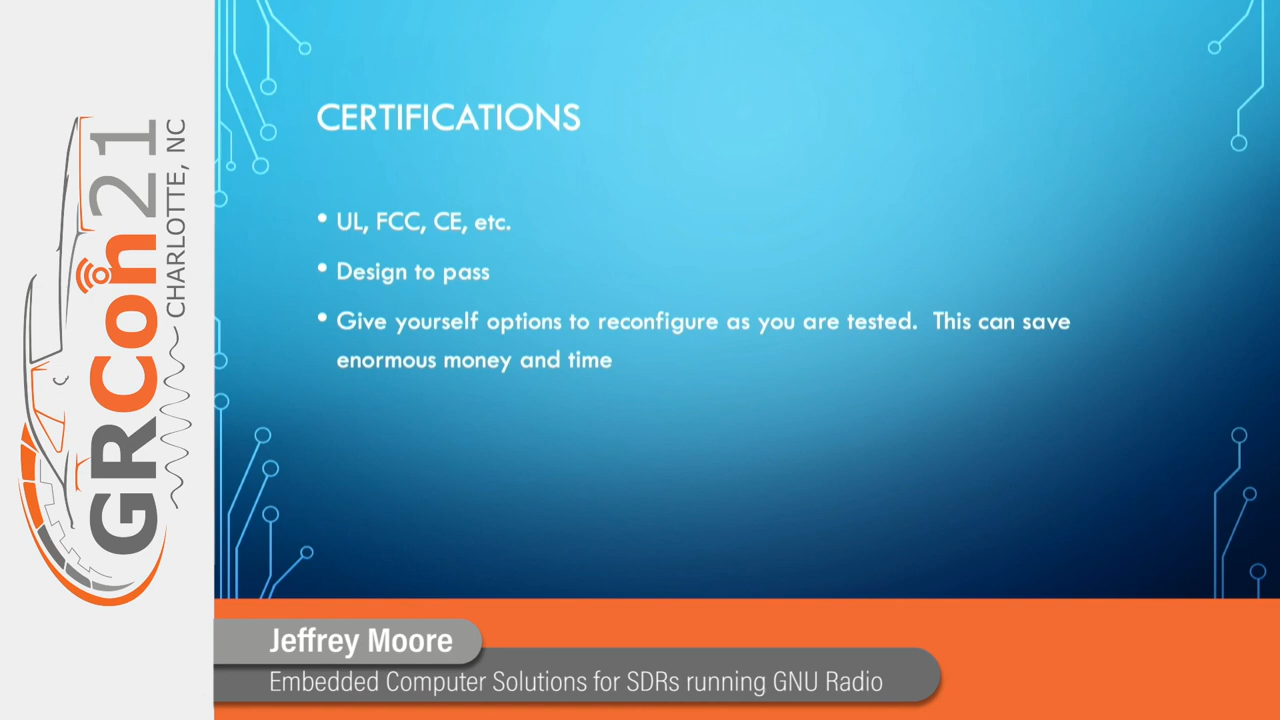 GRCon21
CHARLOTTE, NC
CERTIFICATIONS
• UL, FCC, CE, etc.
• Design to pass
• Give yourself options to reconfigure as you are tested.  This can save
enormous money and time
Jeffrey Moore
Embedded Computer Solutions for SDRs running GNU Radio